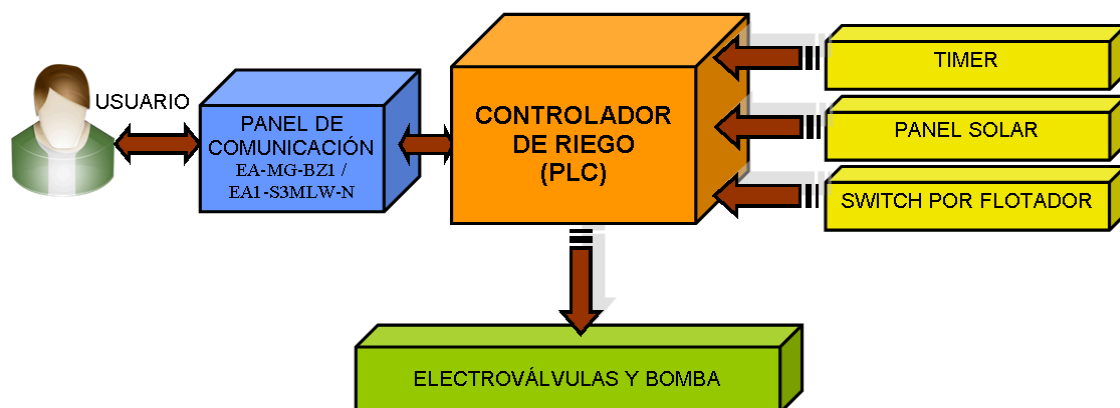 USUARIO
PANEL DE
COMUNICACIÓN
EA-MG-BZ1 /
EA1-S3MLW-N
CONTROLADOR
DE RIEGO
(PLC)
TIMER
PANEL SOLAR
SWITCH POR FLOTADOR
ELECTROVÁLVULAS Y BOMBA